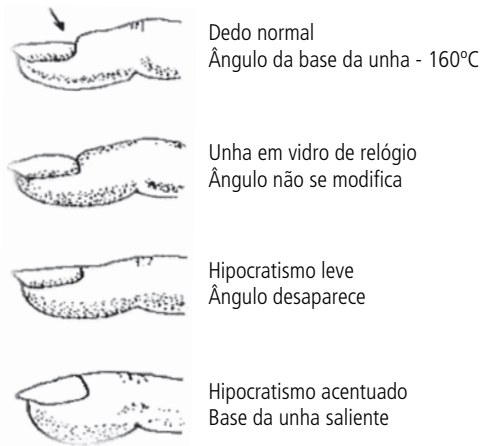 Dedo normal
Ângulo da base da unha - 160ºC
Unha em vidro de relógio
Ângulo não se modifica
Hipocratismo leve
Ângulo desaparece
Hipocratismo acentuado
Base da unha saliente